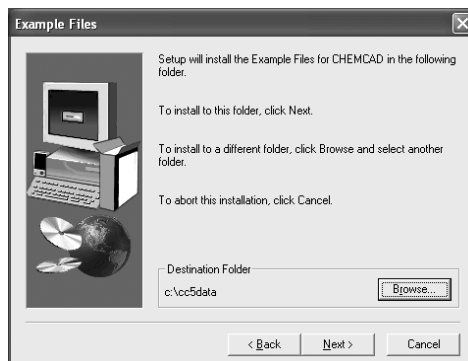 Example Files
Setup will install the Example Files for CHEMCAD in the following
folder.
To install to this folder, click Next.
To install to a different folder, click Browse and select another
folder.
To abort this installation, click Cancel.
Destination Folder
c:\cc5data
Browse...
< Back
Next >
Cancel